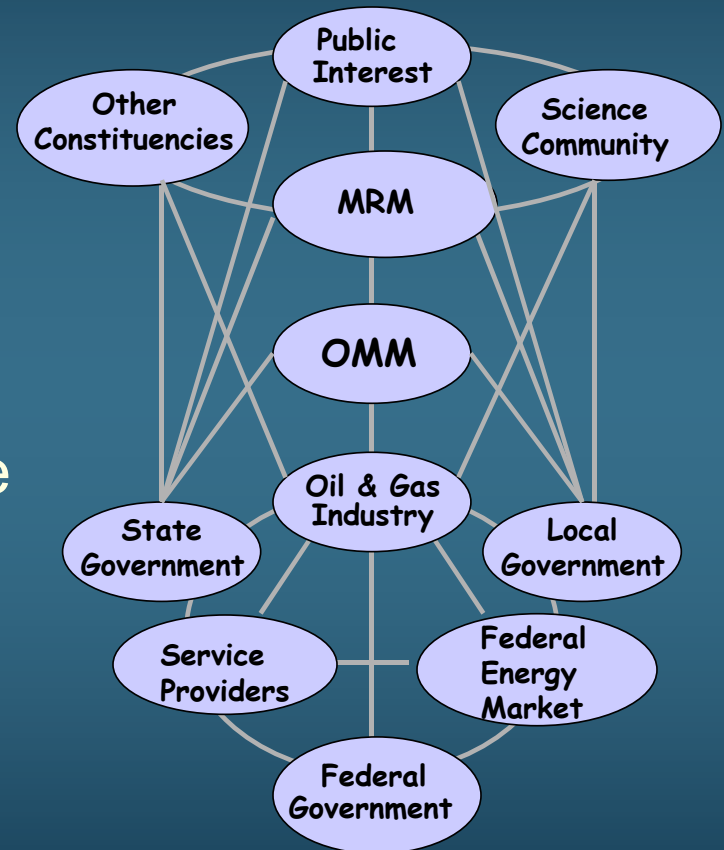 Public
Interest
Other
Constituencies
Science
Community
MRM
OMM
e
Oil & Gas
Industry
State
Government
Local
Government
Service
Providers
Federal
Energy
Market
Federal
Government